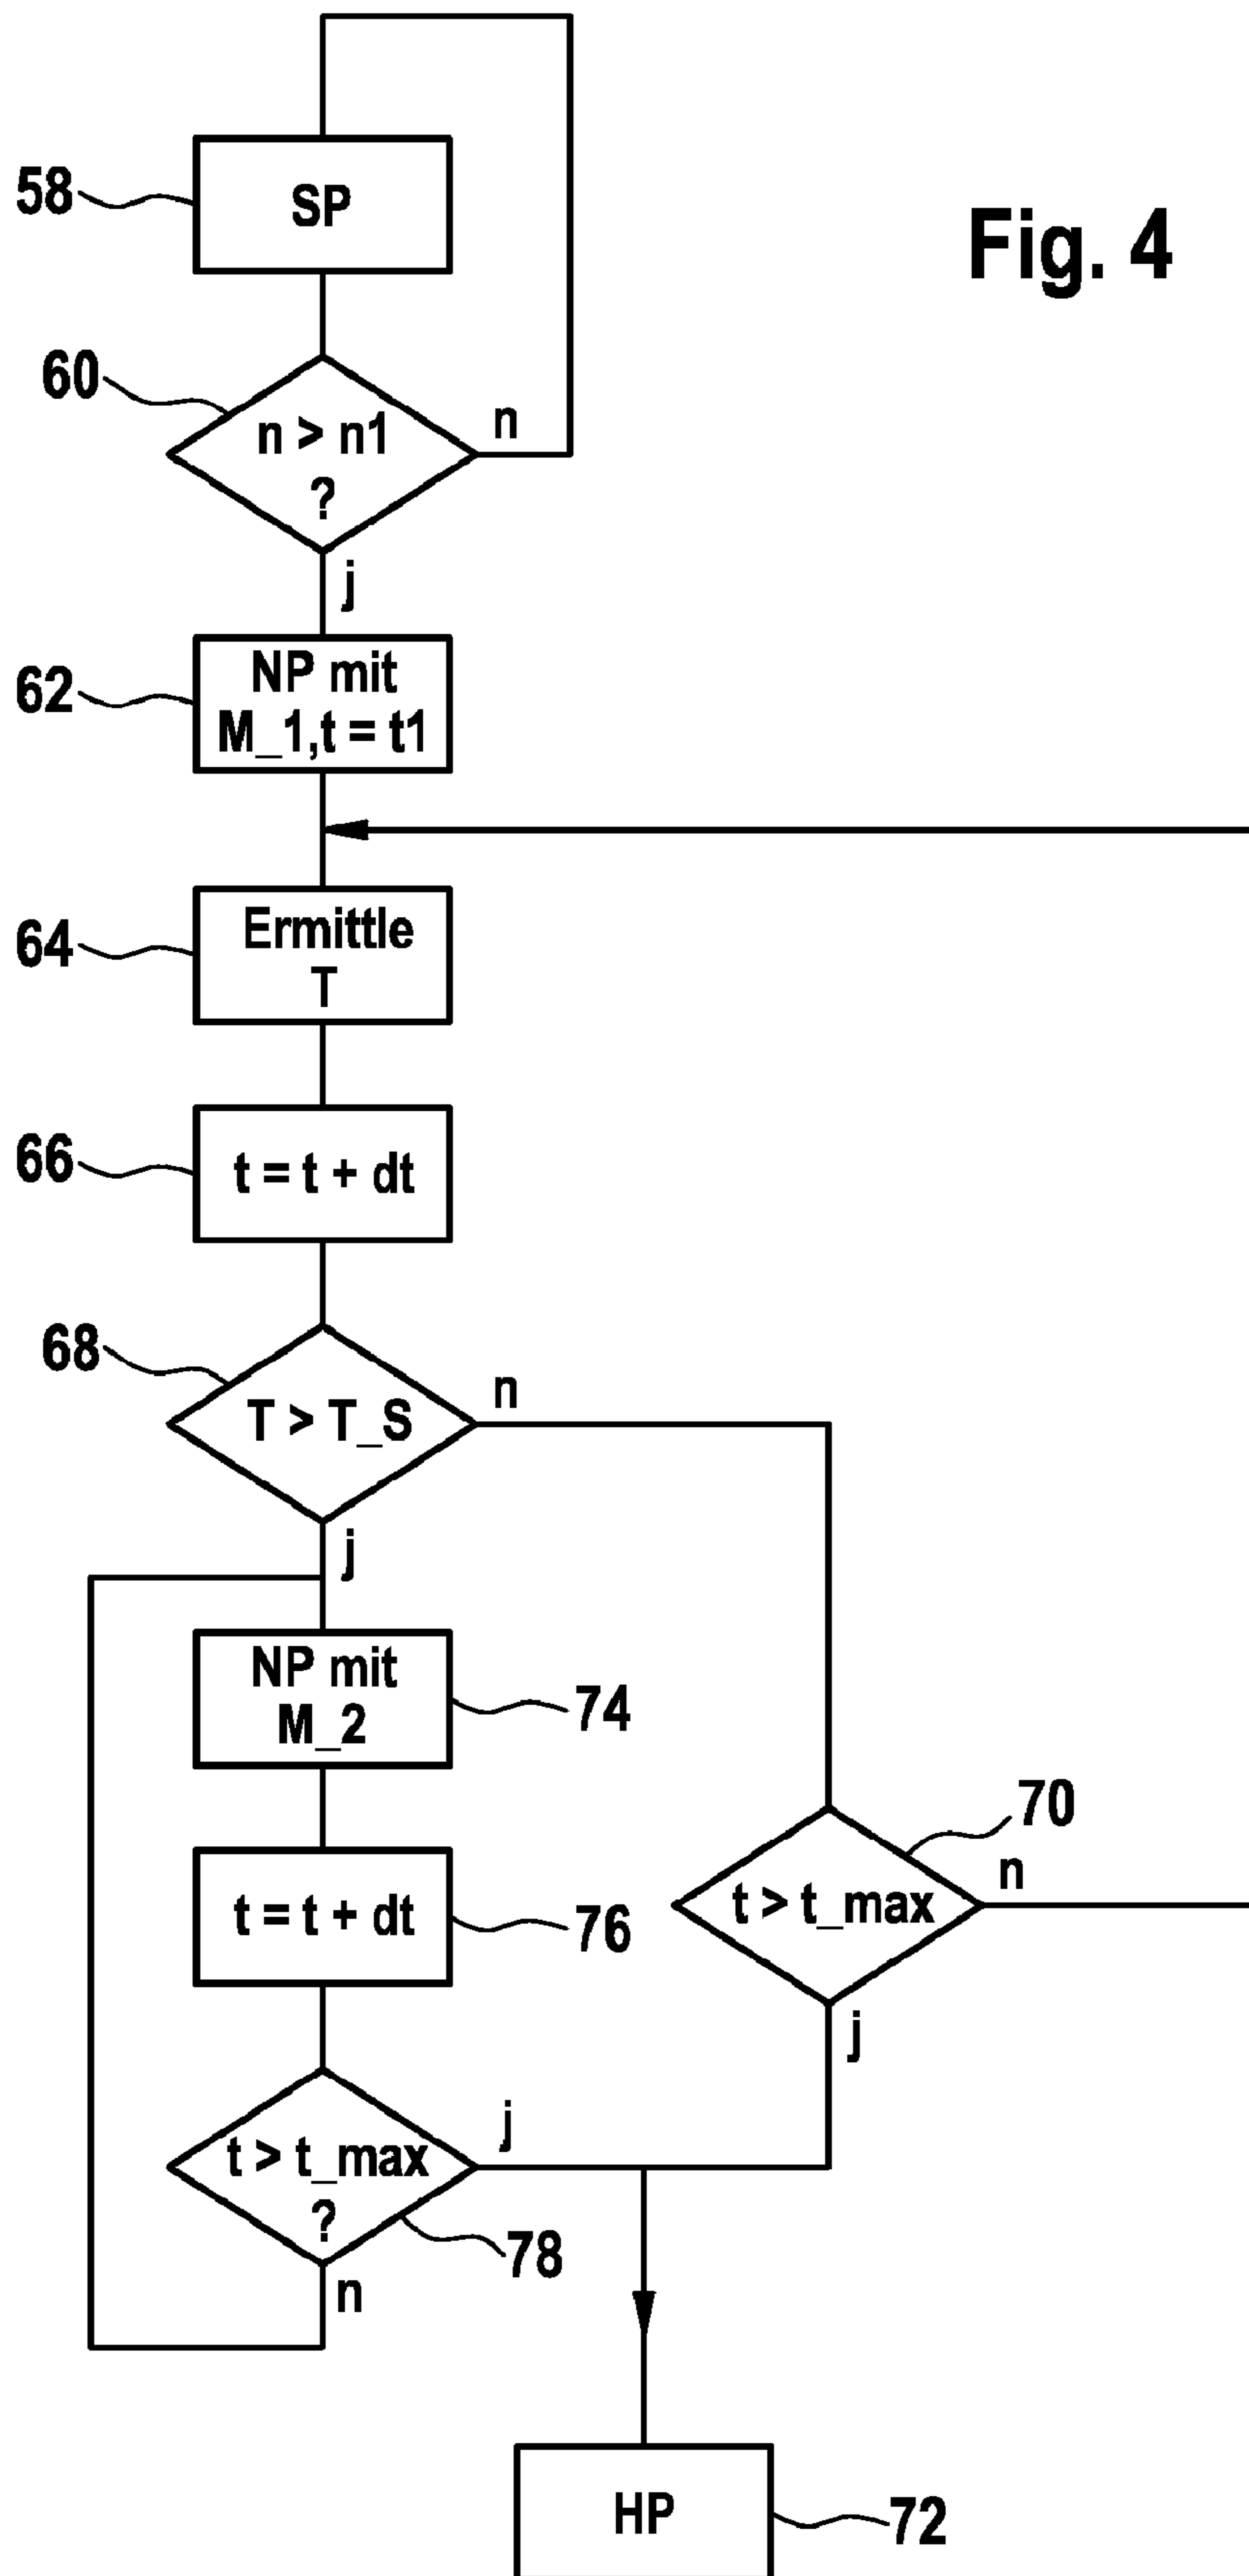 58
SP
Fig. 4
60
n > n1
?
n
j
62
NP mit
M_1,t = t1
64
Ermittle
T
66
t = t + dt
68
T > T_S
n
j
NP mit
M_2
74
70
t > t_max
n
j
t = t + dt
76
t > t_max
?
j
78
n
HP
72